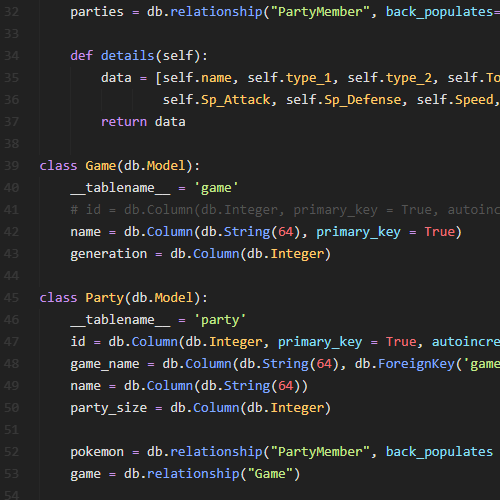 32 parties = db.relationship("PartyMember", back_populates=
33
34 def details(self):
35 data = [self.name, self.type_1, self.type_2, self.To
36 self.Sp_Attack, self.Sp_Defense, self.Speed,
37 return data
38
39 class Game(db.Model):
40 __tablename__ = 'game'
41 # id = db.Column(db.Integer, primary_key = True, autoinc
42 name = db.Column(db.String(64), primary_key = True)
43 generation = db.Column(db.Integer)
44
45 class Party(db.Model):
46 __tablename__ = 'party'
47 id = db.Column(db.Integer, primary_key = True, autoincre
48 game_name = db.Column(db.String(64), db.ForeignKey('game
49 name = db.Column(db.String(64))
50 party_size = db.Column(db.Integer)
51
52 pokemon = db.relationship("PartyMember", back_populates
53 game = db.relationship("Game")
54